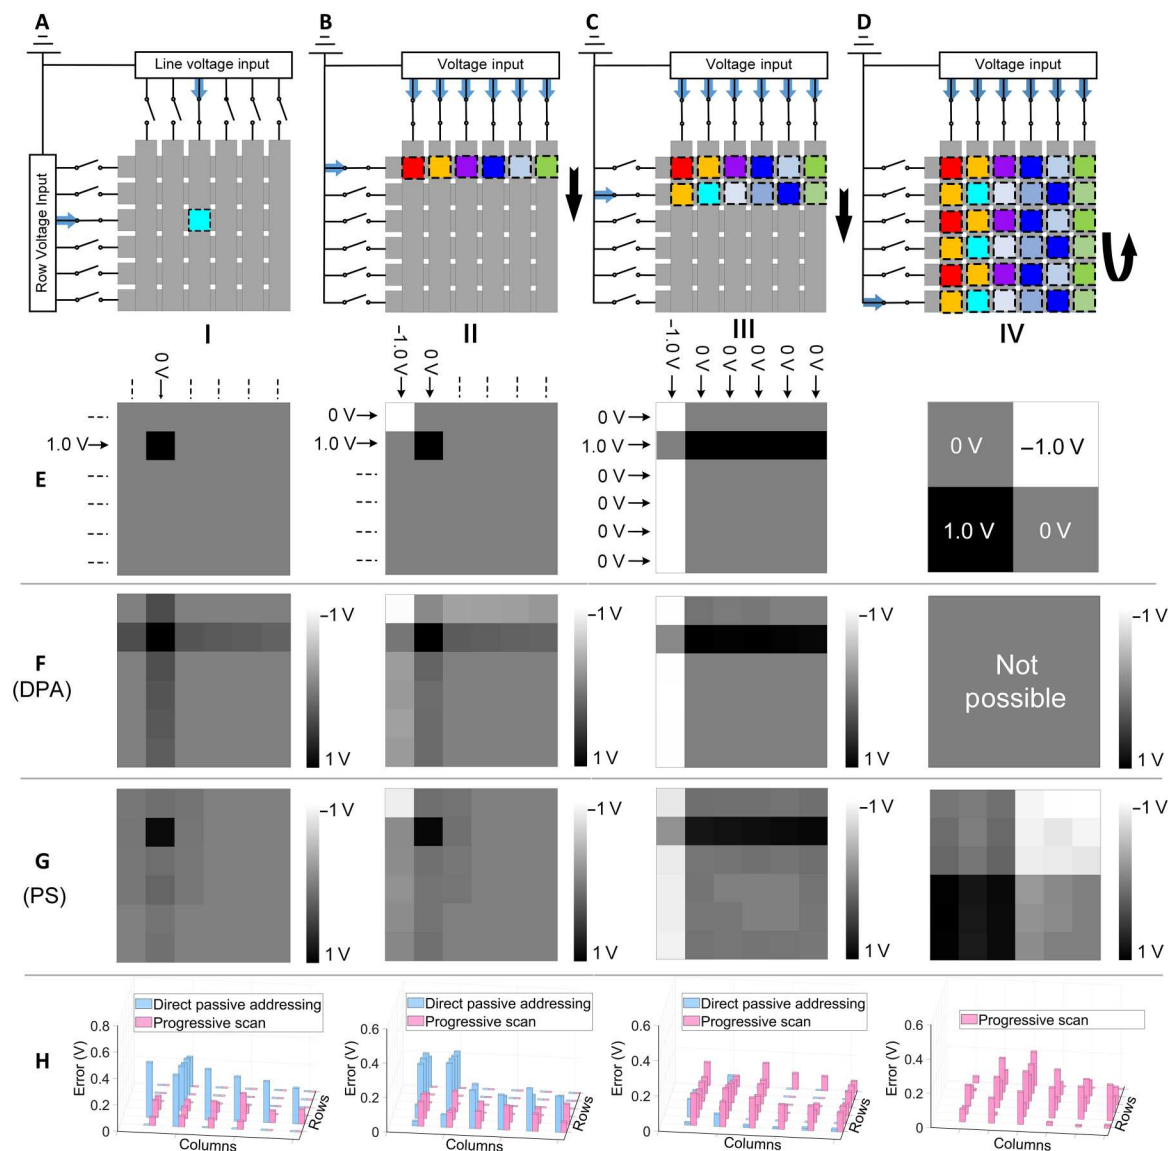 A
B
C
D
Line voltage input
Voltage input
Voltage input
Voltage input
Row Voltage Input
I
II
III
IV
E
0 V
1.0 V
–1.0 V
0 V
0 V
1.0 V
–1.0 V
0 V
0 V
0 V
0 V
0 V
0 V
1.0 V
0 V
0 V
0 V
0 V
0 V
–1.0 V
1.0 V
0 V
F
(DPA)
–1 V
1 V
–1 V
1 V
–1 V
1 V
Not
possible
–1 V
1 V
G
(PS)
–1 V
1 V
–1 V
1 V
–1 V
1 V
–1 V
1 V
H
Direct passive addressing
Progressive scan
0.8
0.6
0.4
0.2
0
Error (V)
Columns
Rows
Direct passive addressing
Progressive scan
0.6
0.4
0.2
0
Error (V)
Columns
Rows
Direct passive addressing
Progressive scan
0.6
0.4
0.2
0
Error (V)
Columns
Rows
Progressive scan
0.6
0.4
0.2
0
Error (V)
Columns
Rows